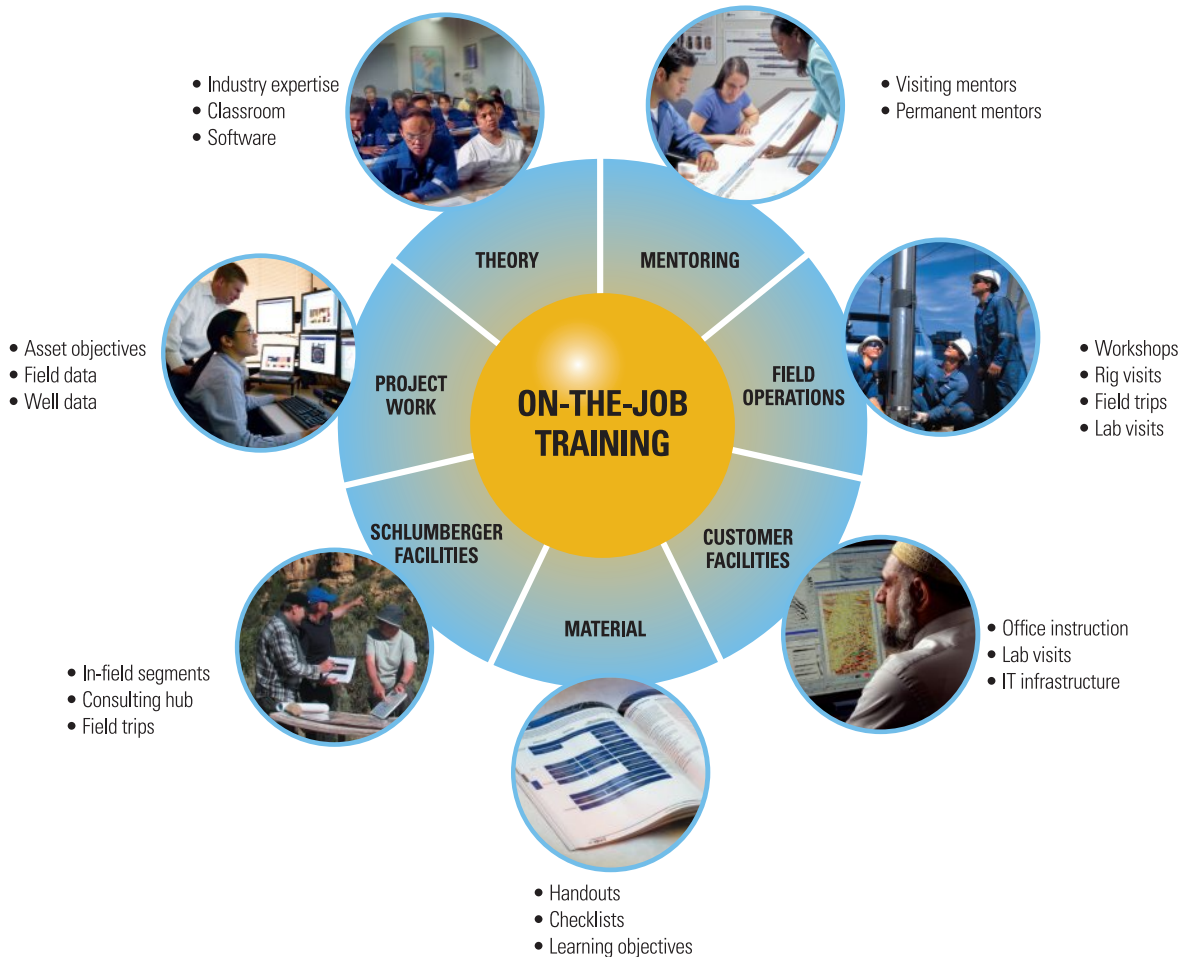 • Industry expertise
• Classroom
• Software
• Visiting mentors
• Permanent mentors
THEORY
MENTORING
• Asset objectives
• Field data
• Well data
PROJECT
WORK
ON-THE-JOB
TRAINING
FIELD
OPERATIONS
• Workshops
• Rig visits
• Field trips
• Lab visits
SCHLUMBERGER
FACILITIES
CUSTOMER
FACILITIES
MATERIAL
• In-field segments
• Consulting hub
• Field trips
• Office instruction
• Lab visits
• IT infrastructure
• Handouts
• Checklists
• Learning objectives